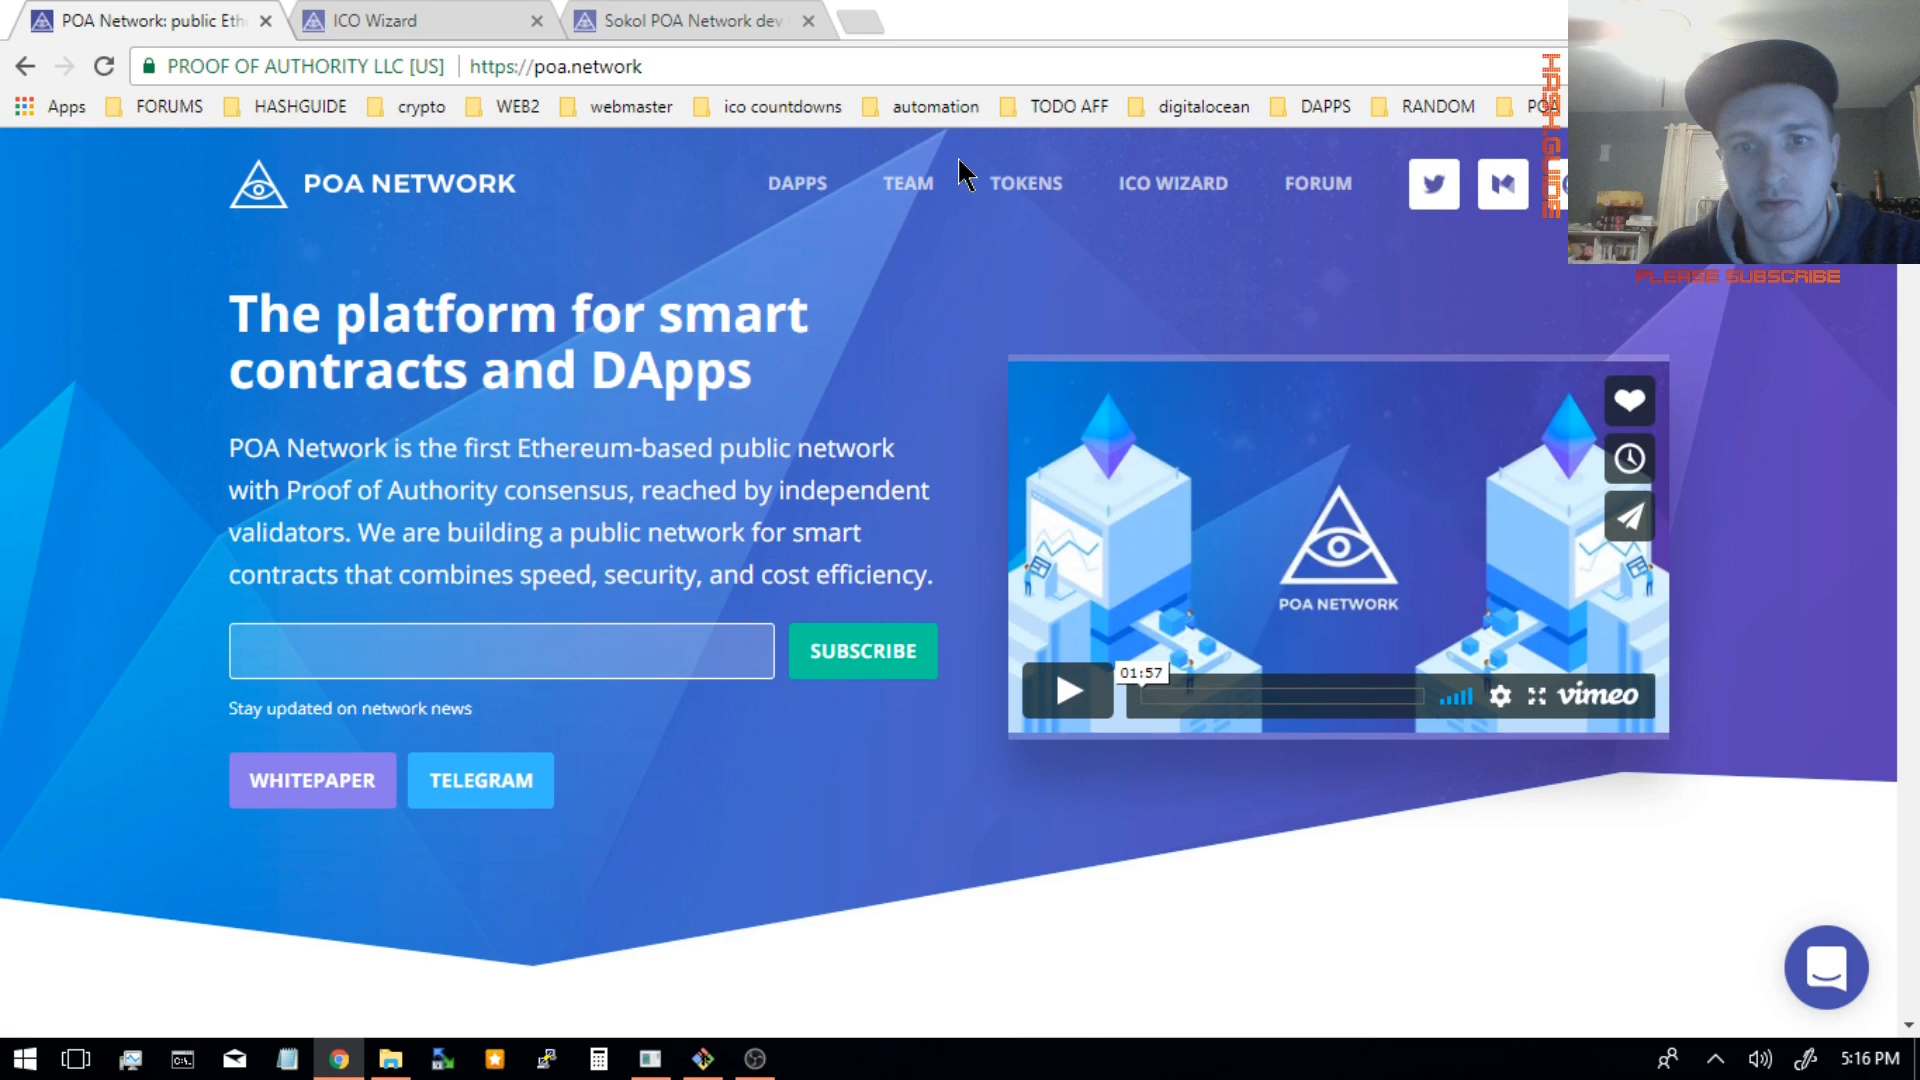 POA Network: public Eth
ICO Wizard
Sokol POA Network dev
PROOF OF AUTHORITY LLC [US]
https://poa.network
Apps
FORUMS
HASHGUIDE
crypto
WEB2
webmaster
ico countdowns
automation
TODO AFF
digitalocean
DAPPS
RANDOM
POA
HASH.GUIDE
PLEASE SUBSCRIBE
POA NETWORK
DAPPS
TEAM
TOKENS
ICO WIZARD
FORUM
The platform for smart
contracts and DApps
POA Network is the first Ethereum-based public network
with Proof of Authority consensus, reached by independent
validators. We are building a public network for smart
contracts that combines speed, security, and cost efficiency.
SUBSCRIBE
Stay updated on network news
WHITEPAPER
TELEGRAM
POA NETWORK
01:57
vimeo
5:16 PM